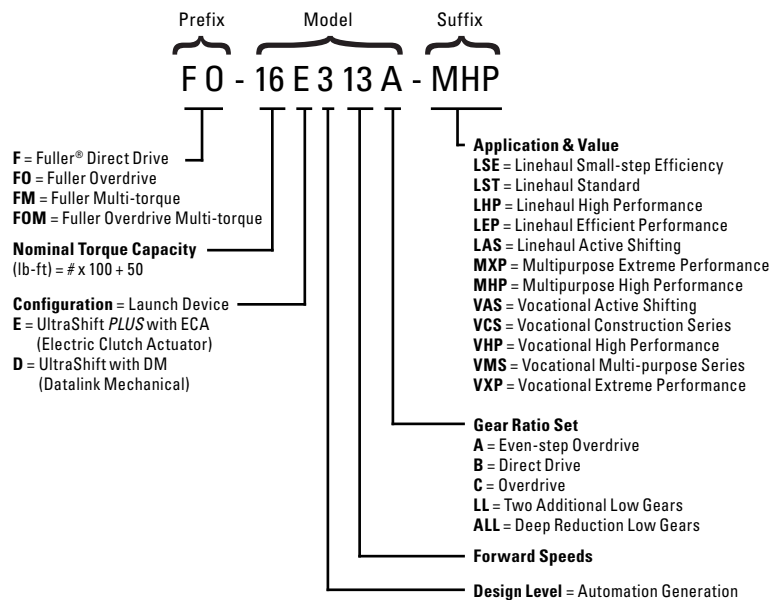 Prefix Model Suffix
F O - 16 E 3 13 A - MHP
F = Fuller® Direct Drive
FO = Fuller Overdrive
FM = Fuller Multi-torque
FOM = Fuller Overdrive Multi-torque
Nominal Torque Capacity
(lb-ft) = # x 100 + 50
Configuration = Launch Device
E = UltraShift PLUS with ECA
(Electric Clutch Actuator)
D = UltraShift with DM
(Datalink Mechanical)
Application & Value
LSE = Linehaul Small-step Efficiency
LST = Linehaul Standard
LHP = Linehaul High Performance
LEP = Linehaul Efficient Performance
LAS = Linehaul Active Shifting
MXP = Multipurpose Extreme Performance
MHP = Multipurpose High Performance
VAS = Vocational Active Shifting
VCS = Vocational Construction Series
VHP = Vocational High Performance
VMS = Vocational Multi-purpose Series
VXP = Vocational Extreme Performance
Gear Ratio Set
A = Even-step Overdrive
B = Direct Drive
C = Overdrive
LL = Two Additional Low Gears
ALL = Deep Reduction Low Gears
Forward Speeds
Design Level = Automation Generation